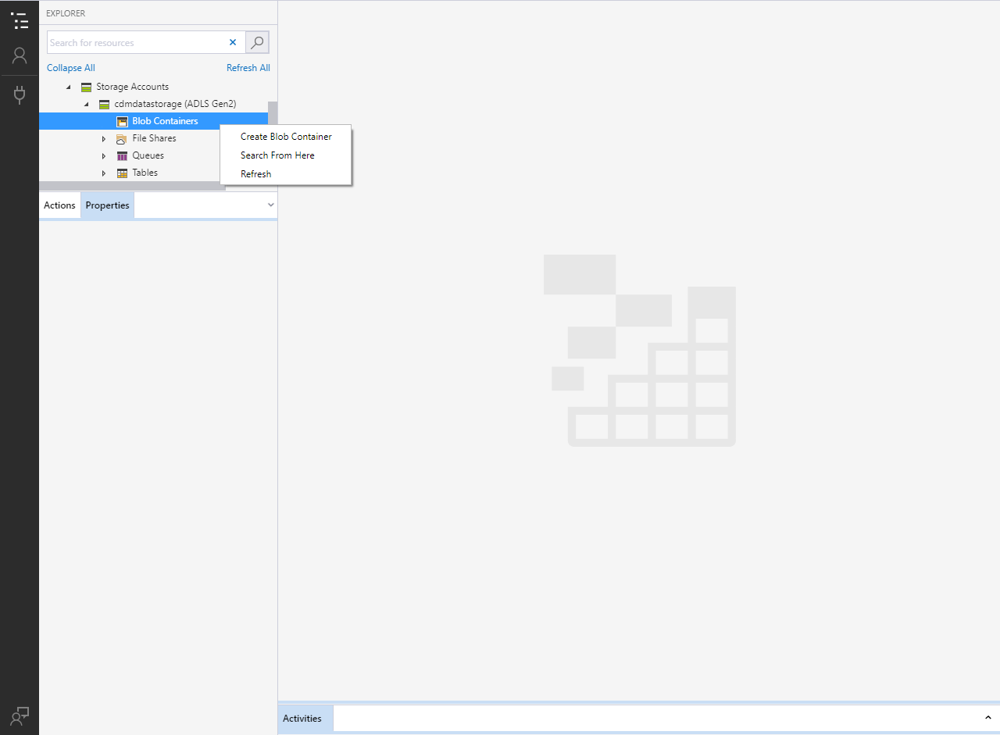 EXPLORER
Search for resources
Collapse All
Refresh All
Storage Accounts
cdmdatastorage (ADLS Gen2)
Blob Containers
File Shares
Queues
Tables
Create Blob Container
Search From Here
Refresh
Actions
Properties
Activities